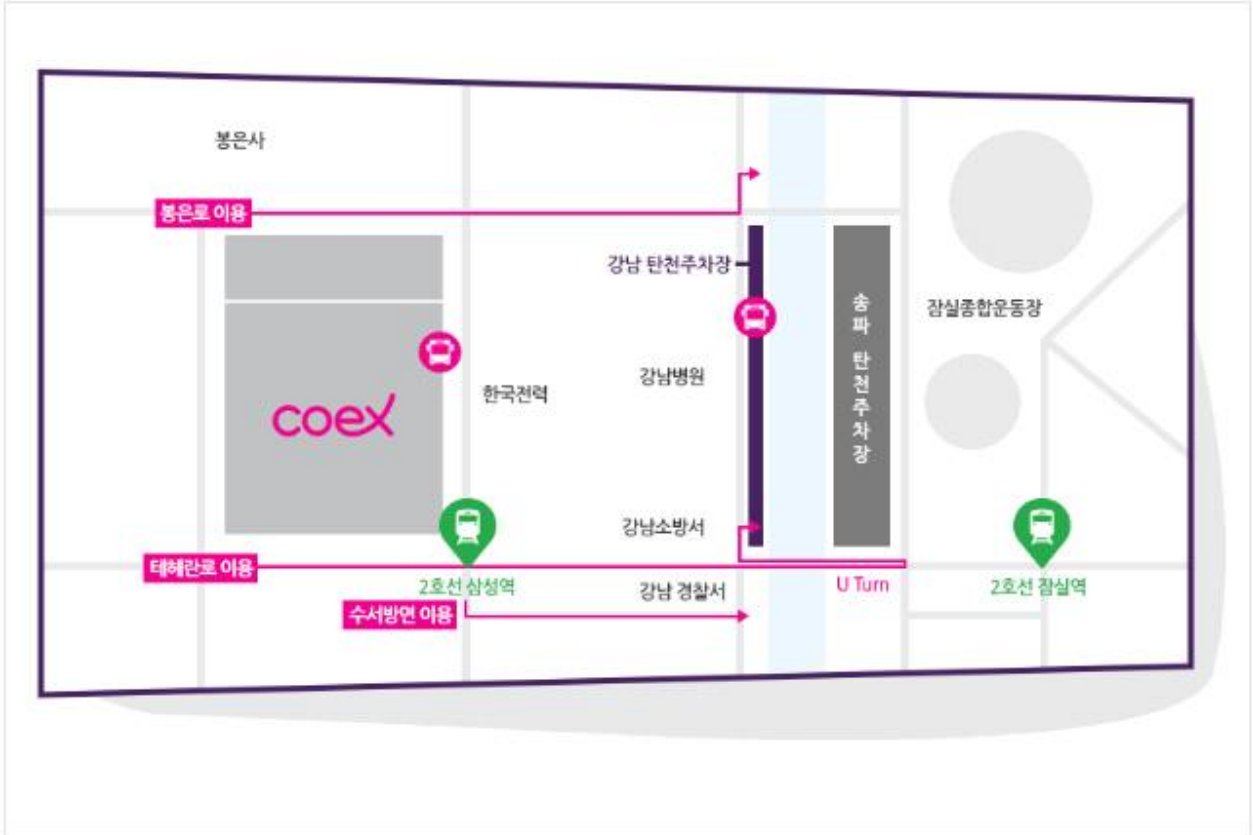 봉은사
봉은로 이용
강남 탄천주차장
송파 탄천주차장
잠실종합운동장
강남병원
한국전력
coex
강남소방서
테헤란로 이용
2호선 삼성역
강남 경찰서
U Turn
2호선 잠실역
수서방면 이용